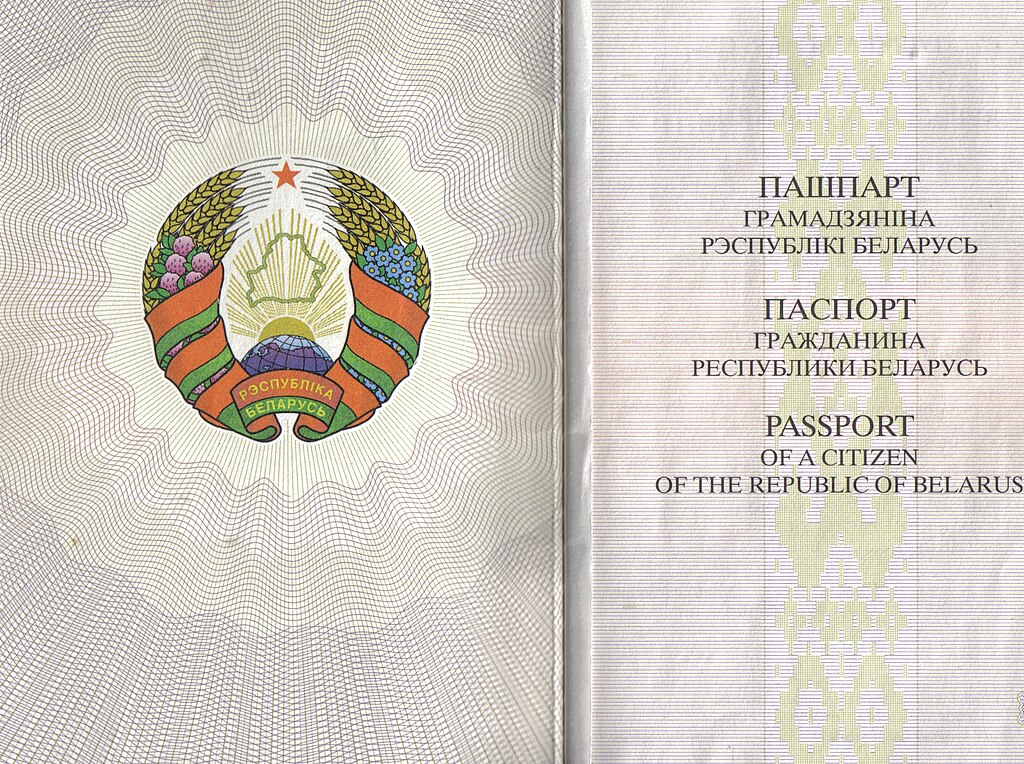 РЭСПУБЛІКА
БЕЛАРУСЬ
ПАШПАРТ
ГРАМАДЗЯНІНА
РЭСПУБЛІКІ БЕЛАРУСЬ
ПАСПОРТ
ГРАЖДАНИНА
РЕСПУБЛИКИ БЕЛАРУСЬ
PASSPORT
OF A CITIZEN
OF THE REPUBLIC OF BELARUS